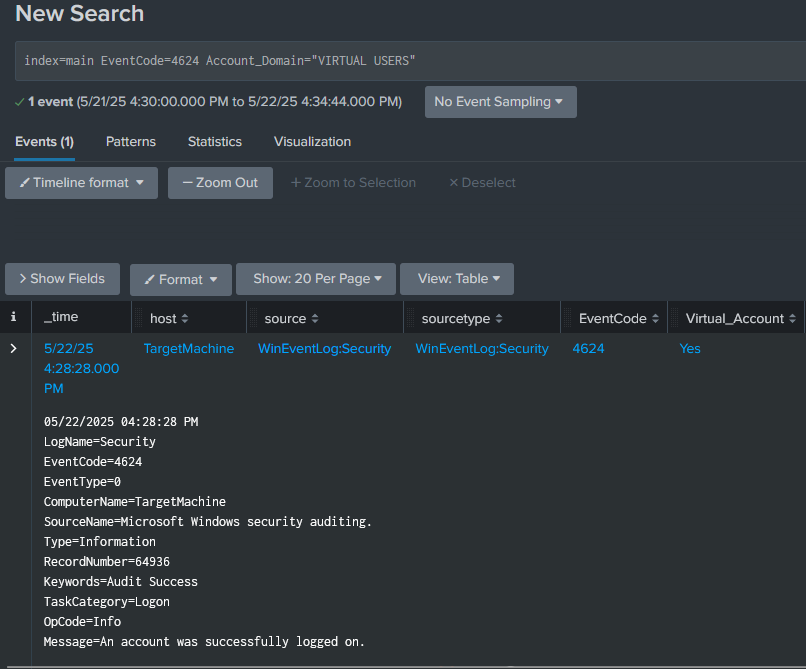 New Search
index=main EventCode=4624 Account_Domain="VIRTUAL USERS"
✓ 1 event (5/21/25 4:30:00.000 PM to 5/22/25 4:34:44.000 PM) No Event Sampling
Events (1) Patterns Statistics Visualization
Timeline format — Zoom Out + Zoom to Selection × Deselect
> Show Fields Format Show: 20 Per Page View: Table
i _time host source sourcetype EventCode Virtual_Account
> 5/22/25 TargetMachine WinEventLog:Security WinEventLog:Security 4624 Yes
4:28:28.000
PM
05/22/2025 04:28:28 PM
LogName=Security
EventCode=4624
EventType=0
ComputerName=TargetMachine
SourceName=Microsoft Windows security auditing.
Type=Information
RecordNumber=64936
Keywords=Audit Success
TaskCategory=Logon
OpCode=Info
Message=An account was successfully logged on.